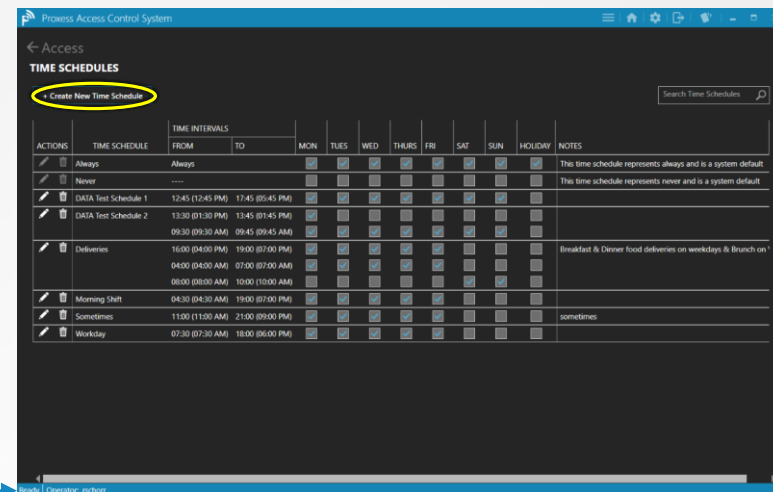 Proxess Access Control System
Access
TIME SCHEDULES
+ Create New Time Schedule
Search Time Schedules
TIME INTERVALS
ACTIONS TIME SCHEDULE FROM TO MON TUES WED THURS FRI SAT SUN HOLIDAY NOTES
Always Always This time schedule represents always and is a system default
Never ---- This time schedule represents never and is a system default
DATA Test Schedule 1 12:45 (12:45 PM) 17:45 (05:45 PM)
DATA Test Schedule 2 13:30 (01:30 PM) 13:45 (01:45 PM)
09:30 (09:30 AM) 09:45 (09:45 AM)
Deliveries 16:00 (04:00 PM) 19:00 (07:00 PM) Breakfast & Dinner food deliveries on weekdays & Brunch on
04:00 (04:00 AM) 07:00 (07:00 AM)
08:00 (08:00 AM) 10:00 (10:00 AM)
Morning Shift 04:30 (04:30 AM) 19:00 (07:00 PM)
Sometimes 11:00 (11:00 AM) 21:00 (09:00 PM) sometimes
Workday 07:30 (07:30 AM) 18:00 (06:00 PM)
Ready Operator: rschorr